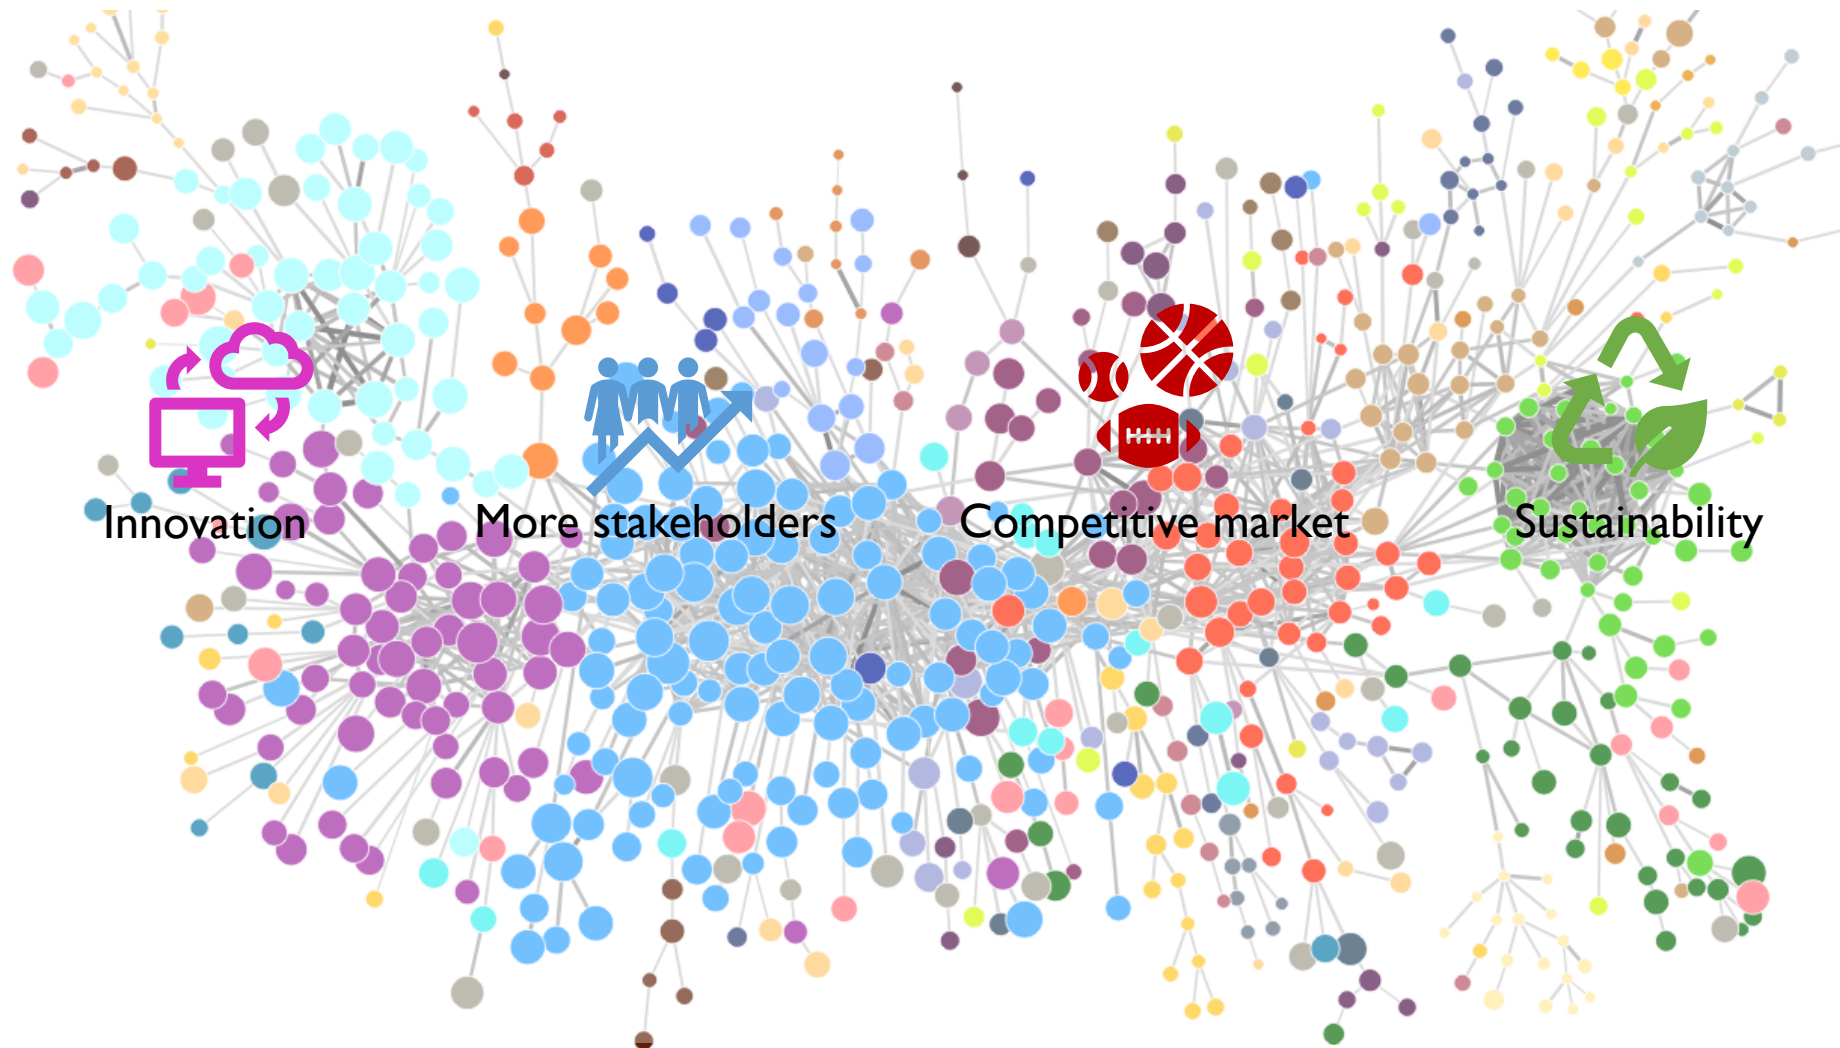 Innovation
More stakeholders
Competitive market
Sustainability